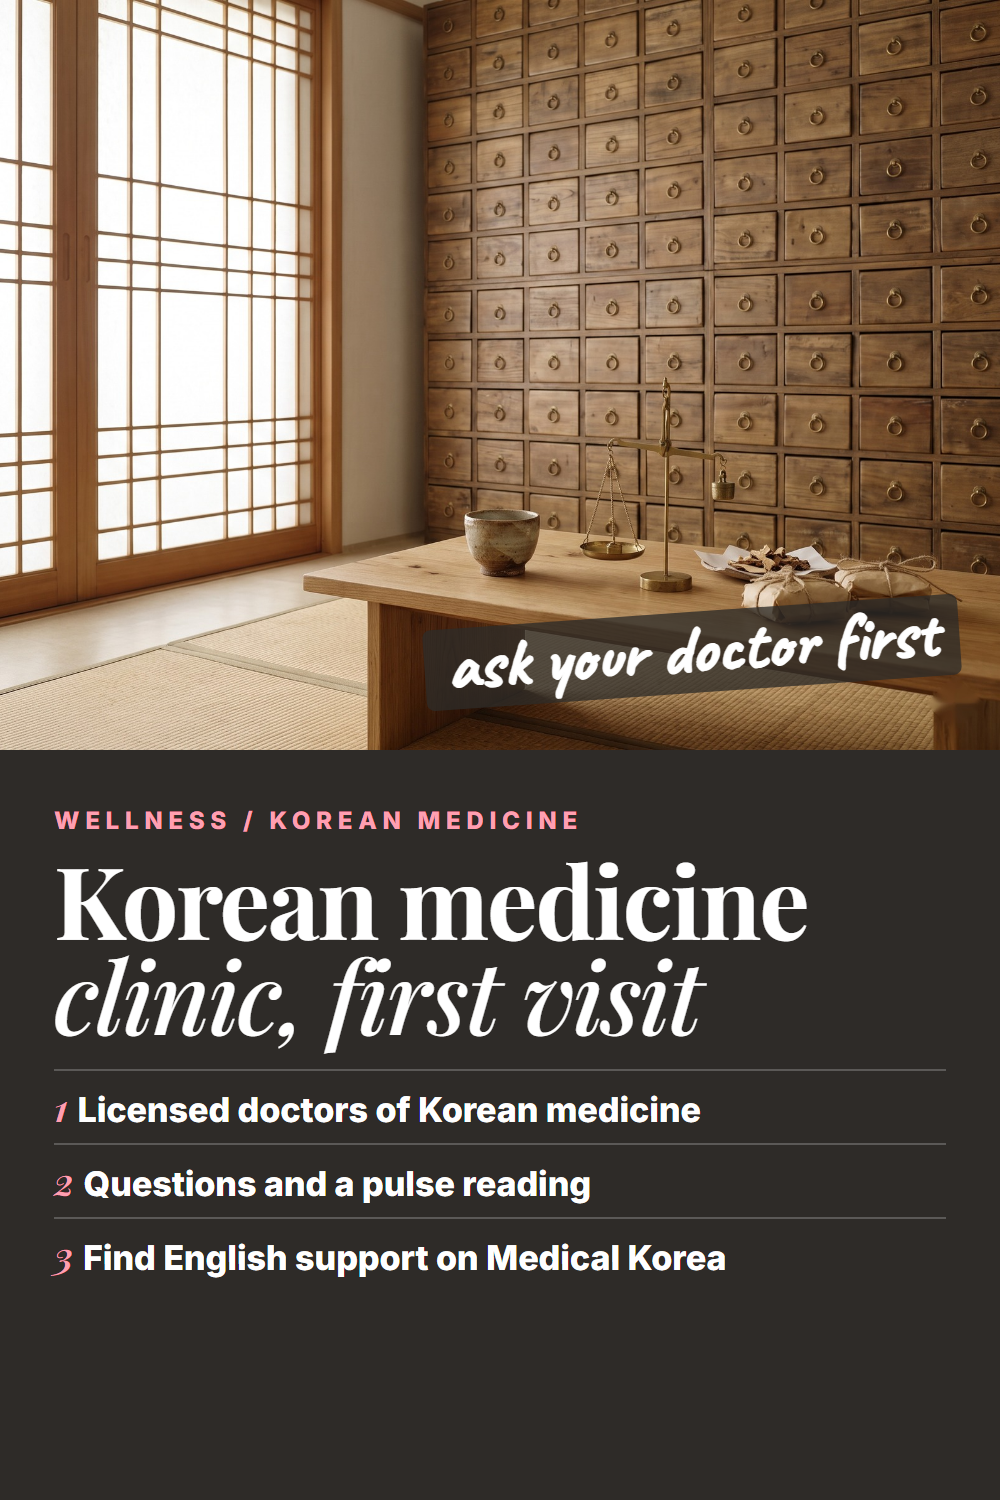 ask your doctor first
WELLNESS / KOREAN MEDICINE
Korean medicine
clinic, first visit
1 Licensed doctors of Korean medicine
2 Questions and a pulse reading
3 Find English support on Medical Korea